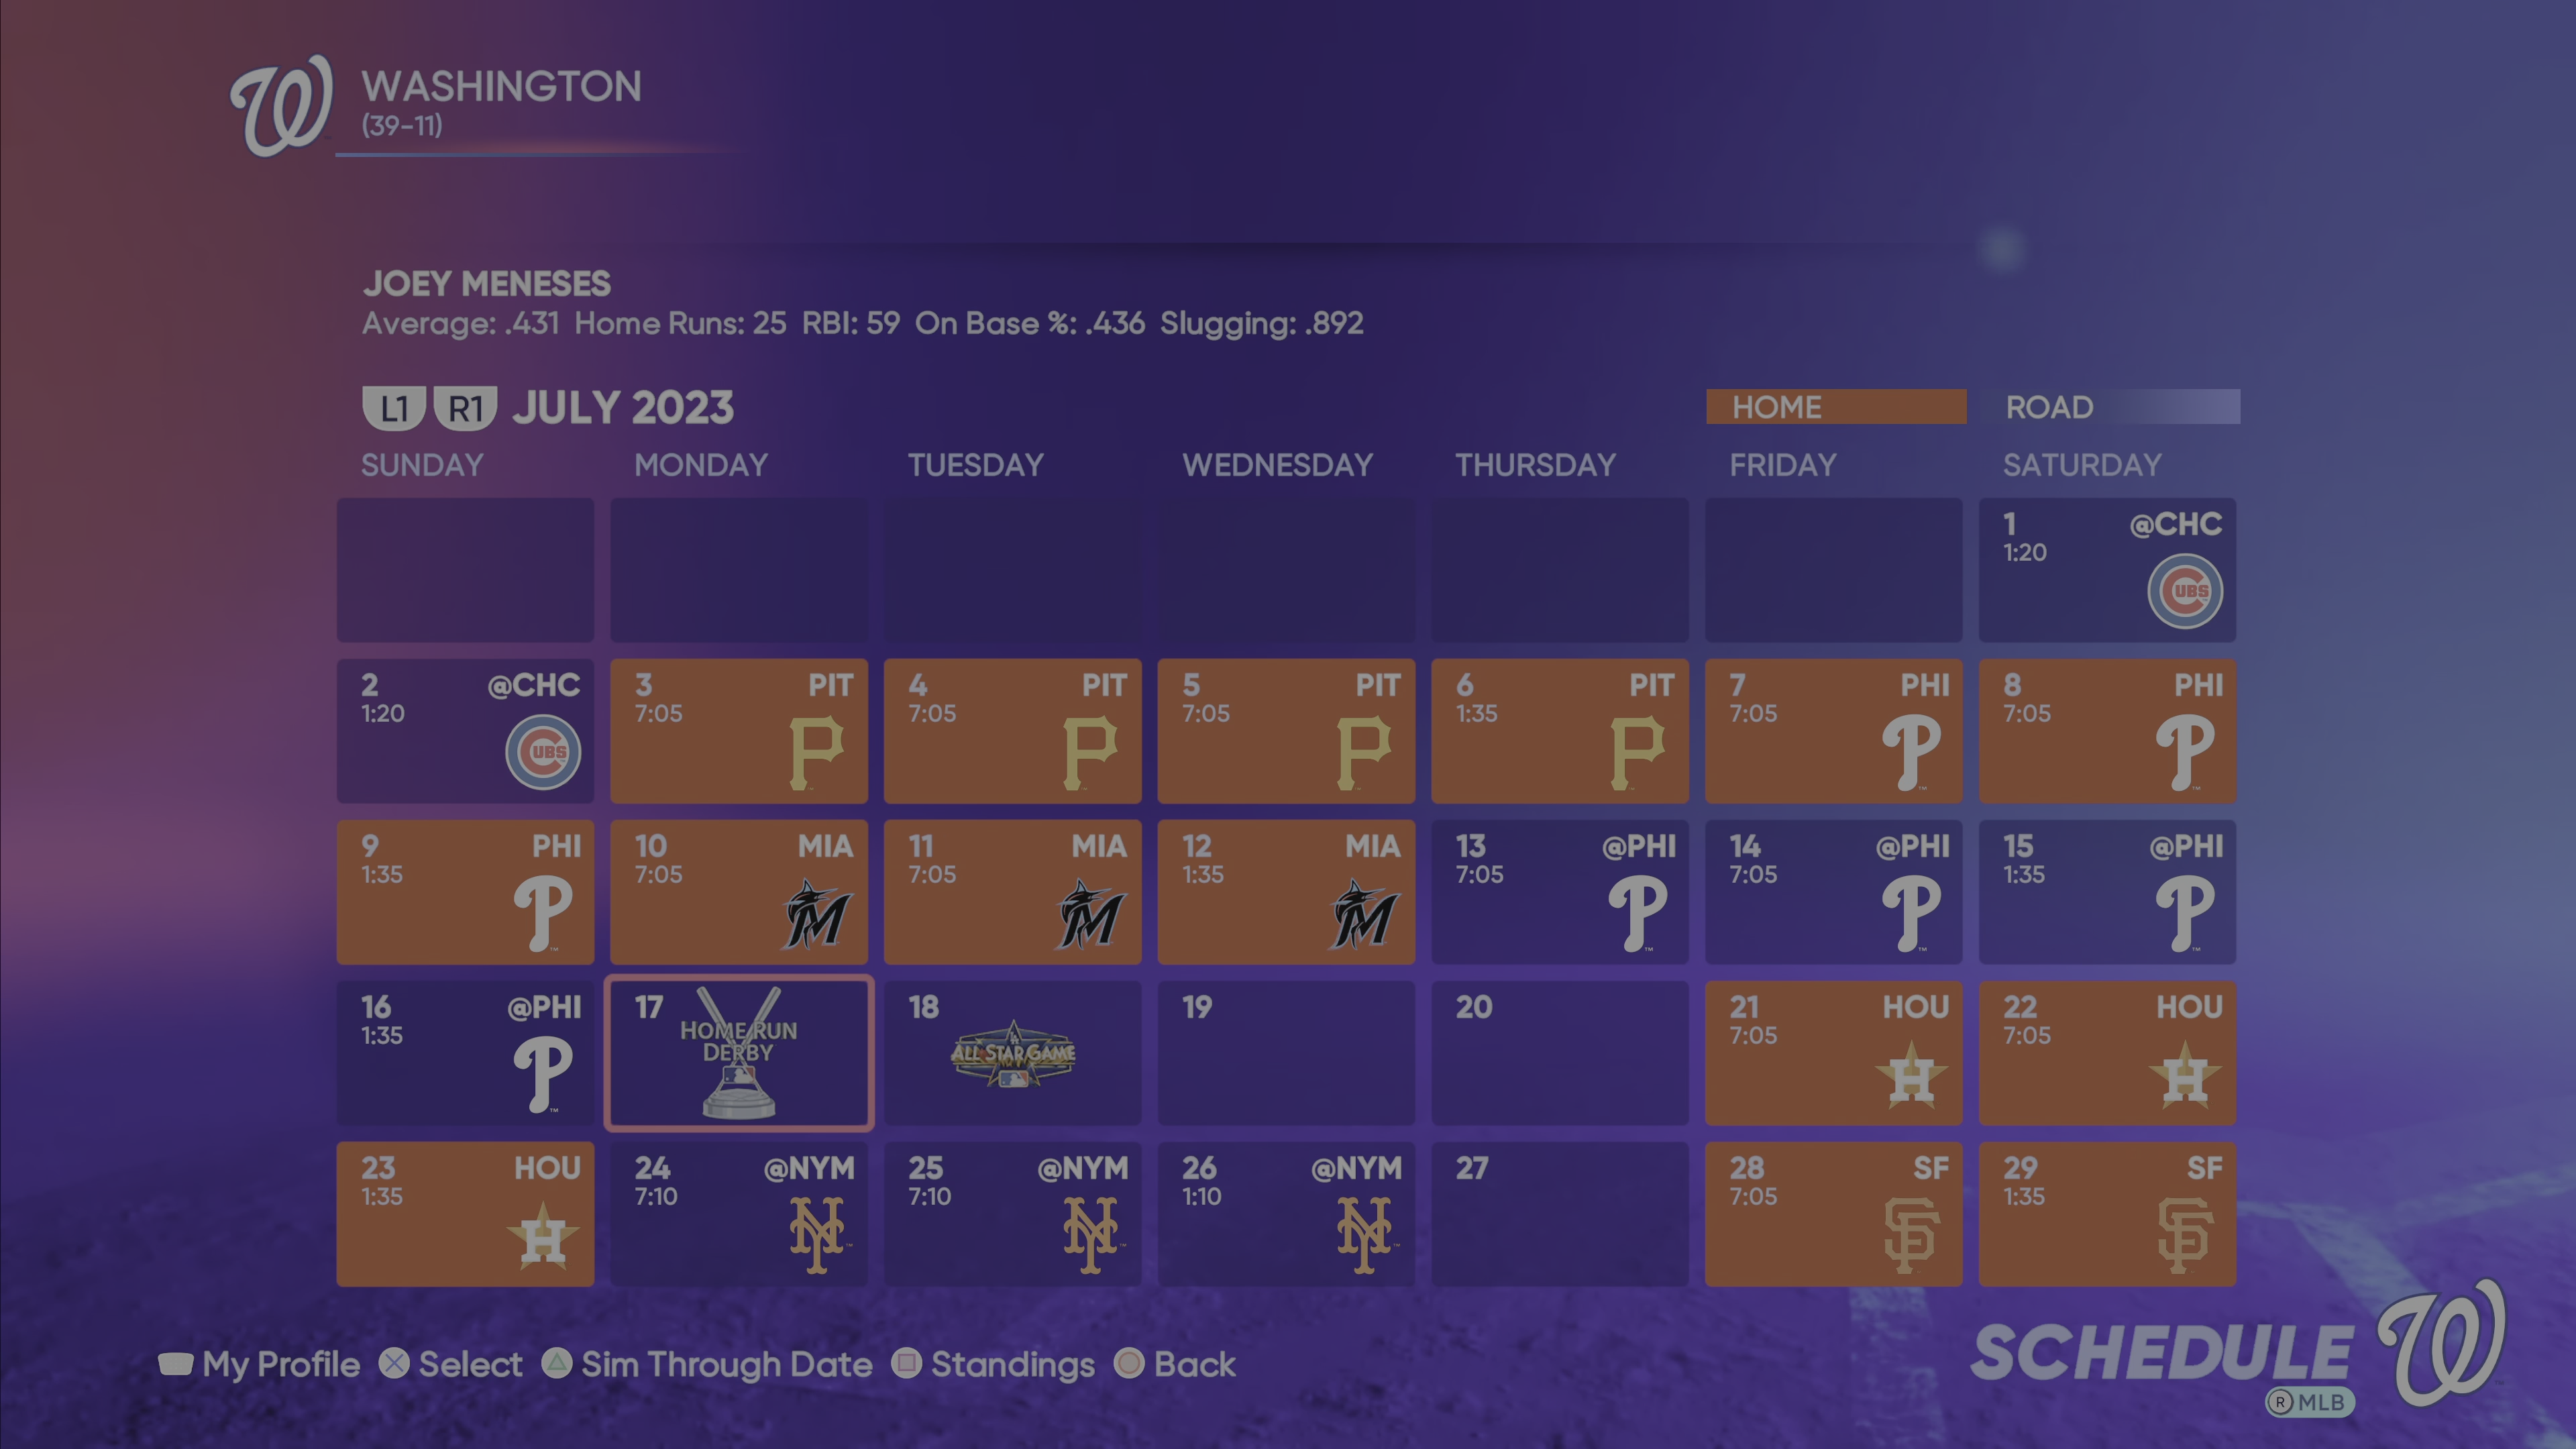 WASHINGTON
(39-11)
JOEY MENESES
Average: .431 Home Runs: 25 RBI: 59 On Base %: .436 Slugging: .892
L1 R1 JULY 2023 HOME ROAD
SUNDAY MONDAY TUESDAY WEDNESDAY THURSDAY FRIDAY SATURDAY
1 @CHC
1:20
CUBS
2 @CHC 3 PIT 4 PIT 5 PIT 6 PIT 7 PHI 8 PHI
1:20 7:05 7:05 7:05 1:35 7:05 7:05
CUBS P P P P P P
9 PHI 10 MIA 11 MIA 12 MIA 13 @PHI 14 @PHI 15 @PHI
1:35 7:05 7:05 1:35 7:05 7:05 1:35
P M M M P P P
16 @PHI 17 18 19 20 21 HOU 22 HOU
1:35 HOME RUN 7:05 7:05
DERBY ALL STAR GAME
P H H
23 HOU 24 @NYM 25 @NYM 26 @NYM 27 28 SF 29 SF
1:35 7:10 7:10 1:10 7:05 1:35
H NY NY NY SF SF
My Profile Select Sim Through Date Standings Back
SCHEDULE W
R MLB